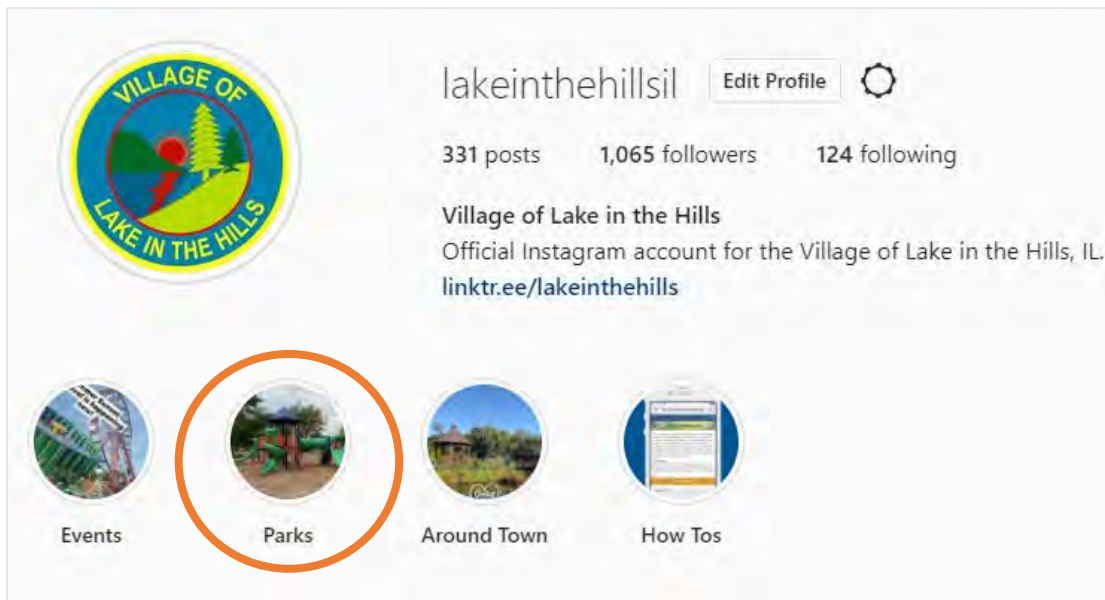 VILLAGE OF
LAKE IN THE HILLS
lakeinthehillsil Edit Profile
331 posts 1,065 followers 124 following
Village of Lake in the Hills
Official Instagram account for the Village of Lake in the Hills, IL.
linktr.ee/lakeinthehills
Events Parks Around Town How Tos